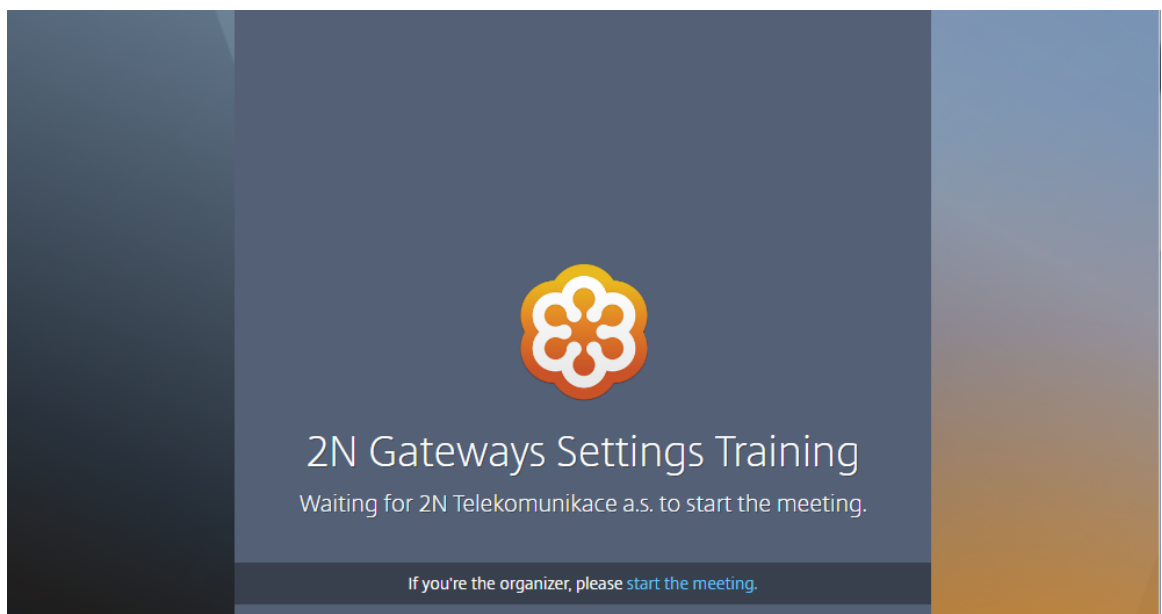 2N Gateways Settings Training
Waiting for 2N Telekomunikace a.s. to start the meeting.
If you're the organizer, please start the meeting.